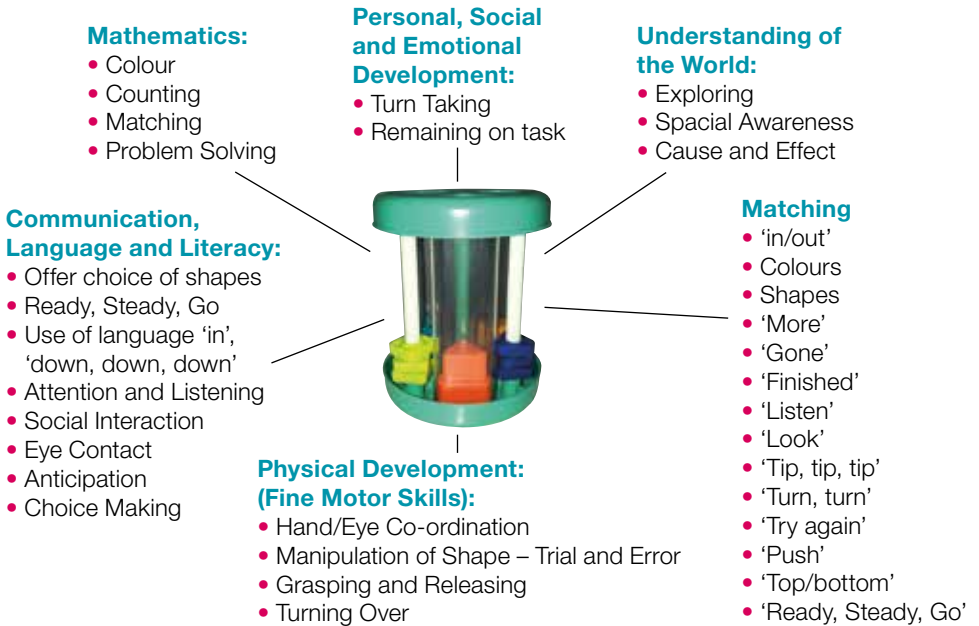 Mathematics:
• Colour
• Counting
• Matching
• Problem Solving
Personal, Social
and Emotional
Development:
• Turn Taking
• Remaining on task
Understanding of
the World:
• Exploring
• Spacial Awareness
• Cause and Effect
Communication,
Language and Literacy:
• Offer choice of shapes
• Ready, Steady, Go
• Use of language ‘in’,
‘down, down, down’
• Attention and Listening
• Social Interaction
• Eye Contact
• Anticipation
• Choice Making
Matching
• ‘in/out’
• Colours
• Shapes
• ‘More’
• ‘Gone’
• ‘Finished’
• ‘Listen’
• ‘Look’
• ‘Tip, tip, tip’
• ‘Turn, turn’
• ‘Try again’
• ‘Push’
• ‘Top/bottom’
• ‘Ready, Steady, Go’
Physical Development:
(Fine Motor Skills):
• Hand/Eye Co-ordination
• Manipulation of Shape – Trial and Error
• Grasping and Releasing
• Turning Over